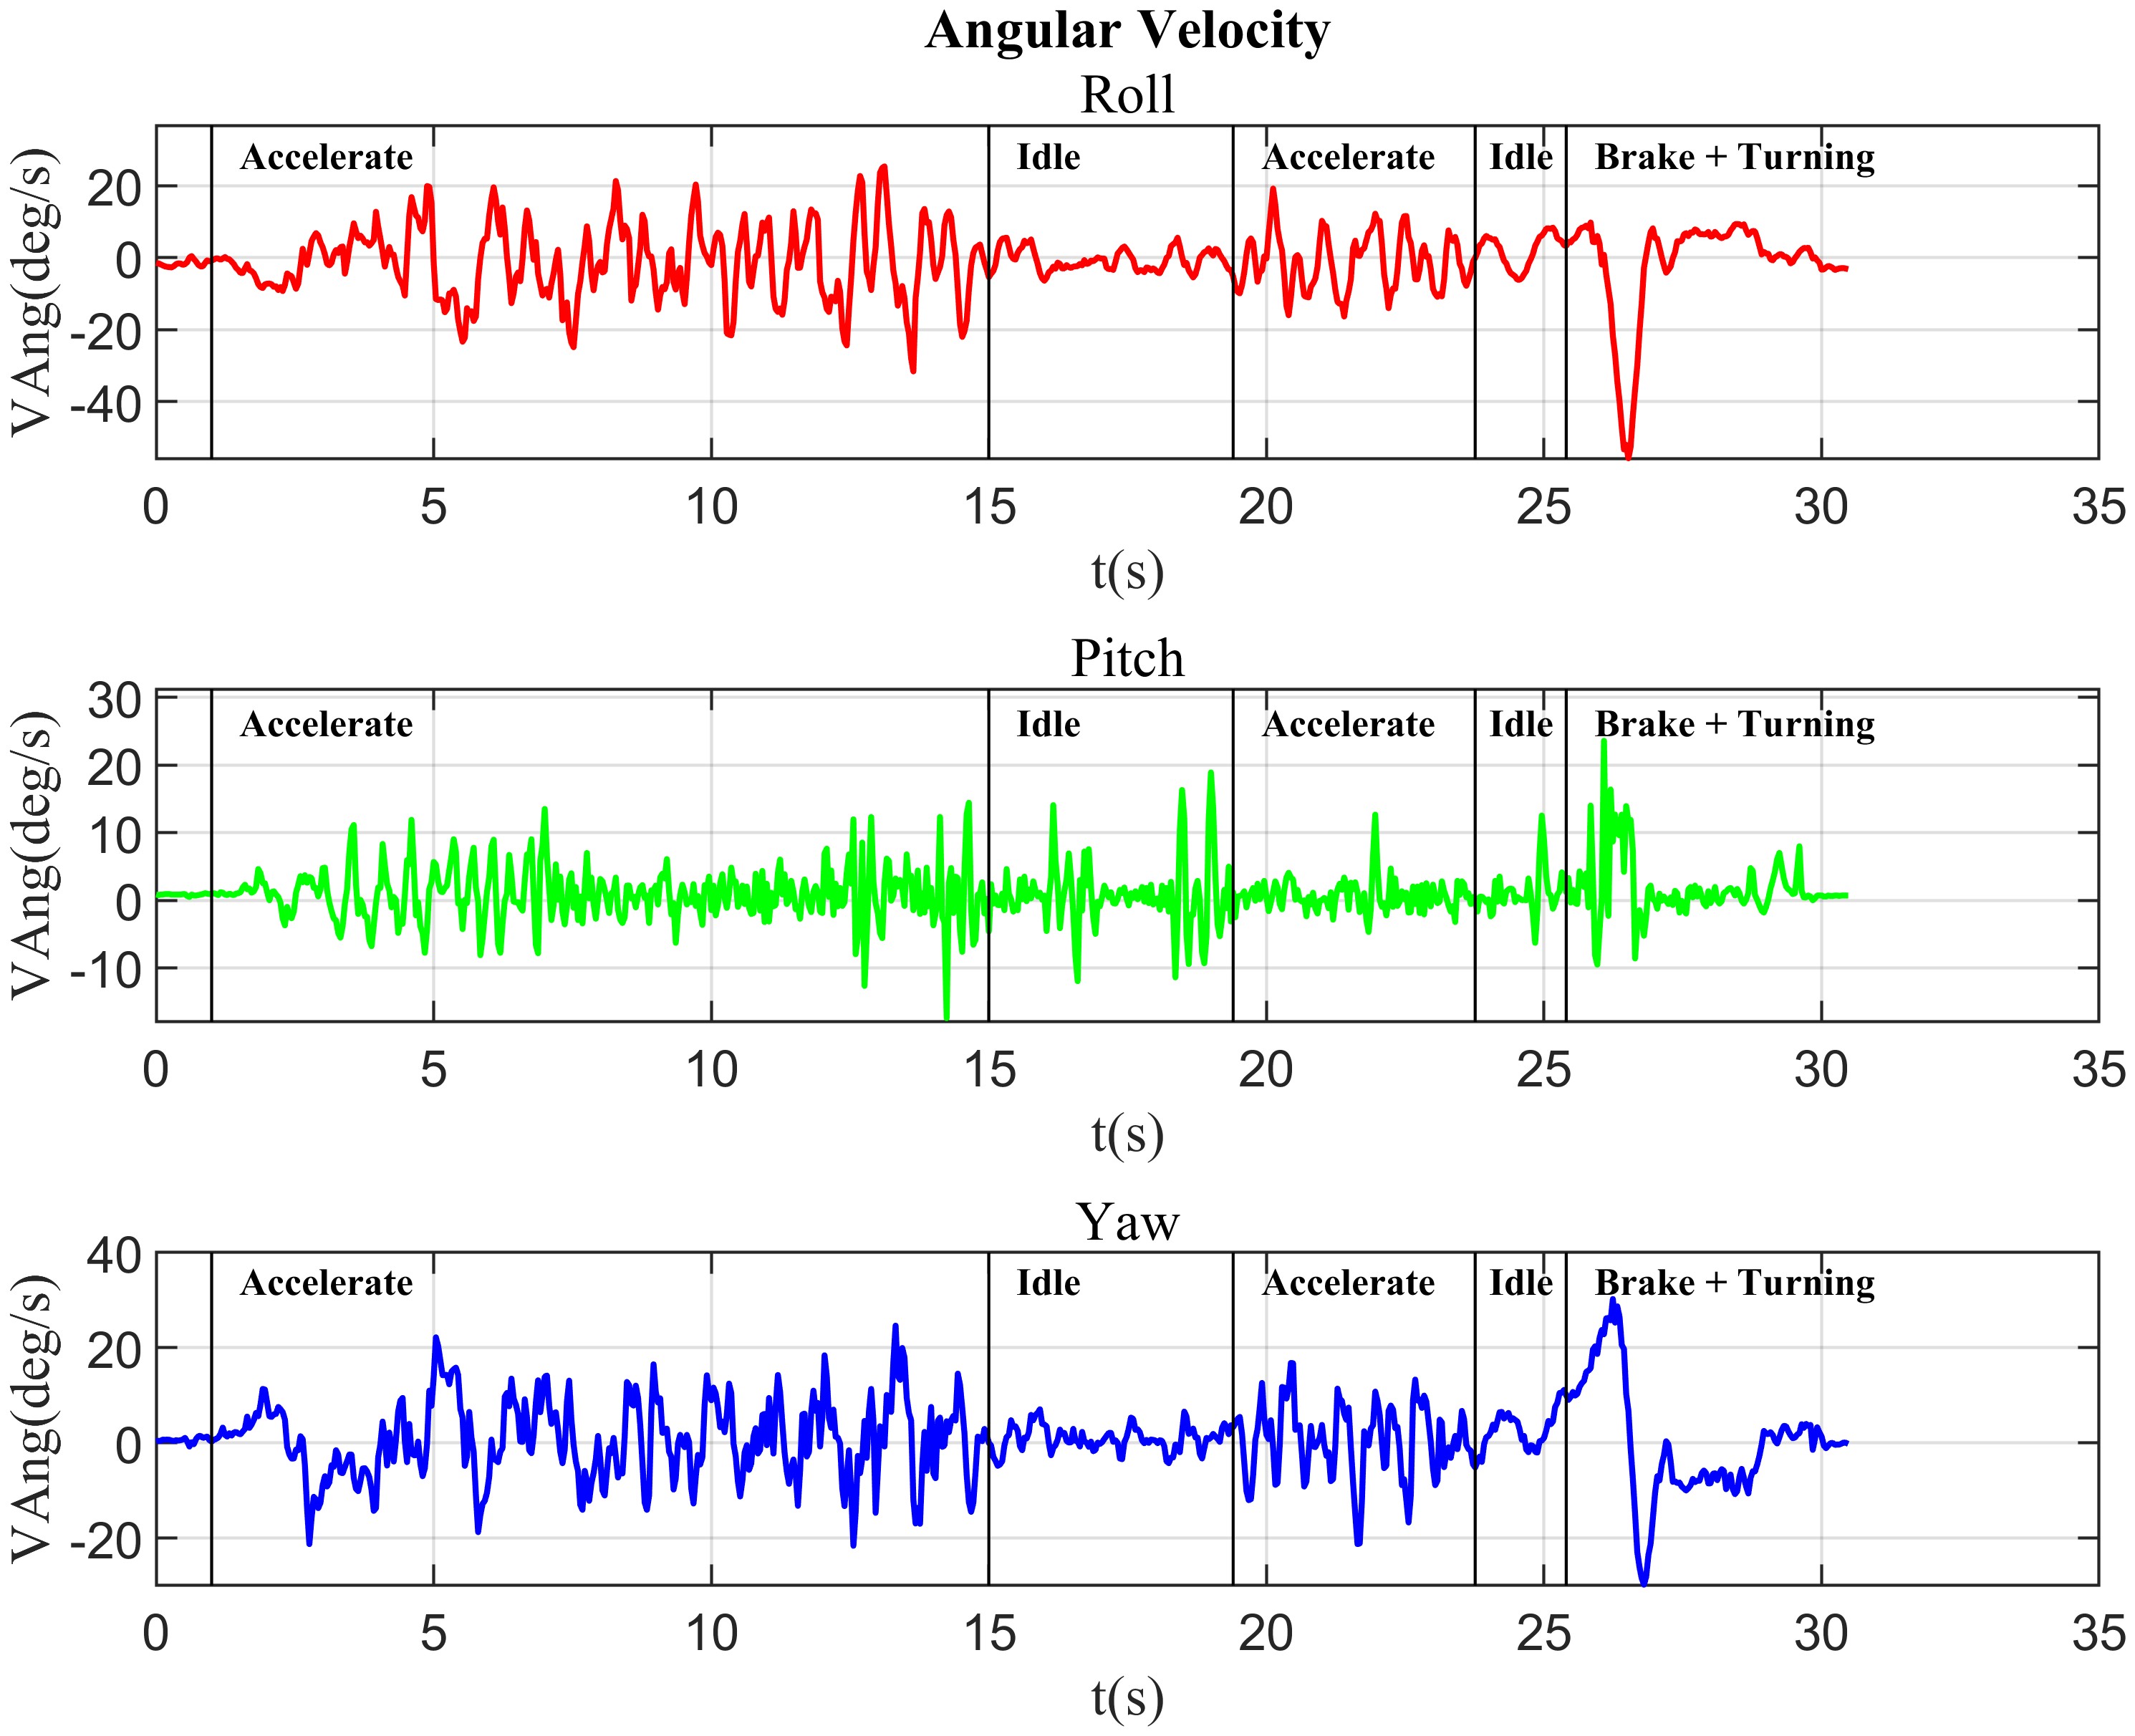 Angular Velocity
Roll
VAng(deg/s)
20
0
-20
-40
Accelerate Idle Accelerate Idle Brake + Turning
0 5 10 15 20 25 30 35
t(s)
Pitch
VAng(deg/s)
30
20
10
0
-10
Accelerate Idle Accelerate Idle Brake + Turning
0 5 10 15 20 25 30 35
t(s)
Yaw
VAng(deg/s)
40
20
0
-20
Accelerate Idle Accelerate Idle Brake + Turning
0 5 10 15 20 25 30 35
t(s)